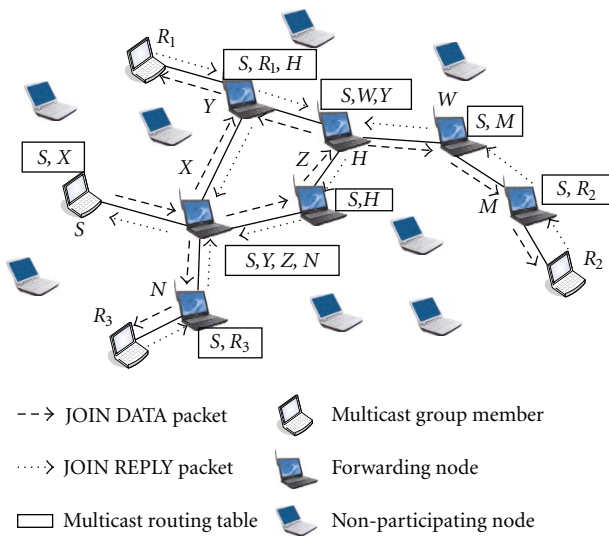 R₁
S, R₁, H
Y
S,W,Y
W
S, M
S, X
X
Z
H
S, R₂
S,H
M
S
S,Y, Z, N
R₂
N
R₃
S, R₃
JOIN DATA packet
Multicast group member
JOIN REPLY packet
Forwarding node
Multicast routing table
Non-participating node